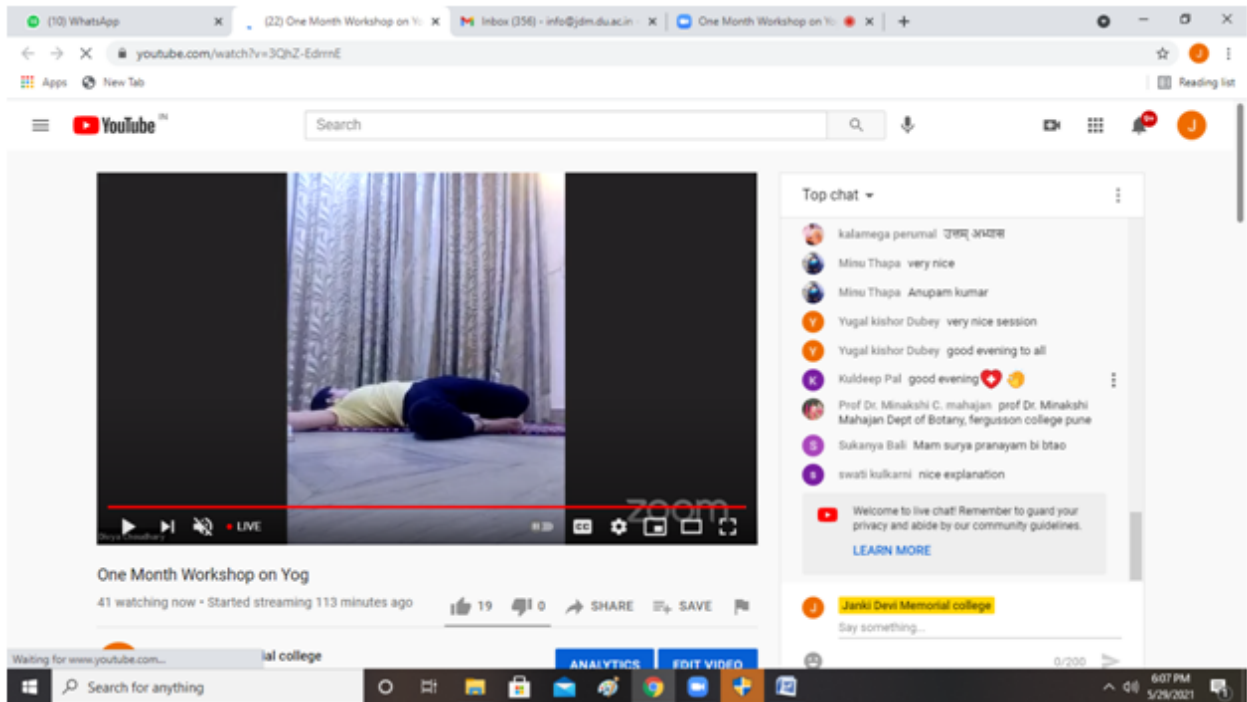 (10) WhatsApp
(22) One Month Workshop on Yo
Inbox (356) - info@jdm.du.ac.in -
One Month Workshop on Yo
youtube.com/watch?v=3QhZ-EdrrnE
Apps
New Tab
Reading list
YouTube IN
Search
9+
J
Top chat
kalamega perumal उत्तम् अभ्यास
Minu Thapa very nice
Minu Thapa Anupam kumar
Yugal kishor Dubey very nice session
Yugal kishor Dubey good evening to all
Kuldeep Pal good evening
Prof Dr. Minakshi C. mahajan prof Dr. Minakshi
Mahajan Dept of Botany, fergusson college pune
Sukanya Bali Mam surya pranayam bi btao
swati kulkarni nice explanation
Welcome to live chat! Remember to guard your
privacy and abide by our community guidelines.
LEARN MORE
Janki Devi Memorial college
Say something...
0/200
zoom
LIVE
CC
Divya Choudhary
One Month Workshop on Yog
41 watching now • Started streaming 113 minutes ago
19
0
SHARE
SAVE
ial college
ANALYTICS
EDIT VIDEO
Waiting for www.youtube.com...
Search for anything
6:07 PM
5/29/2021